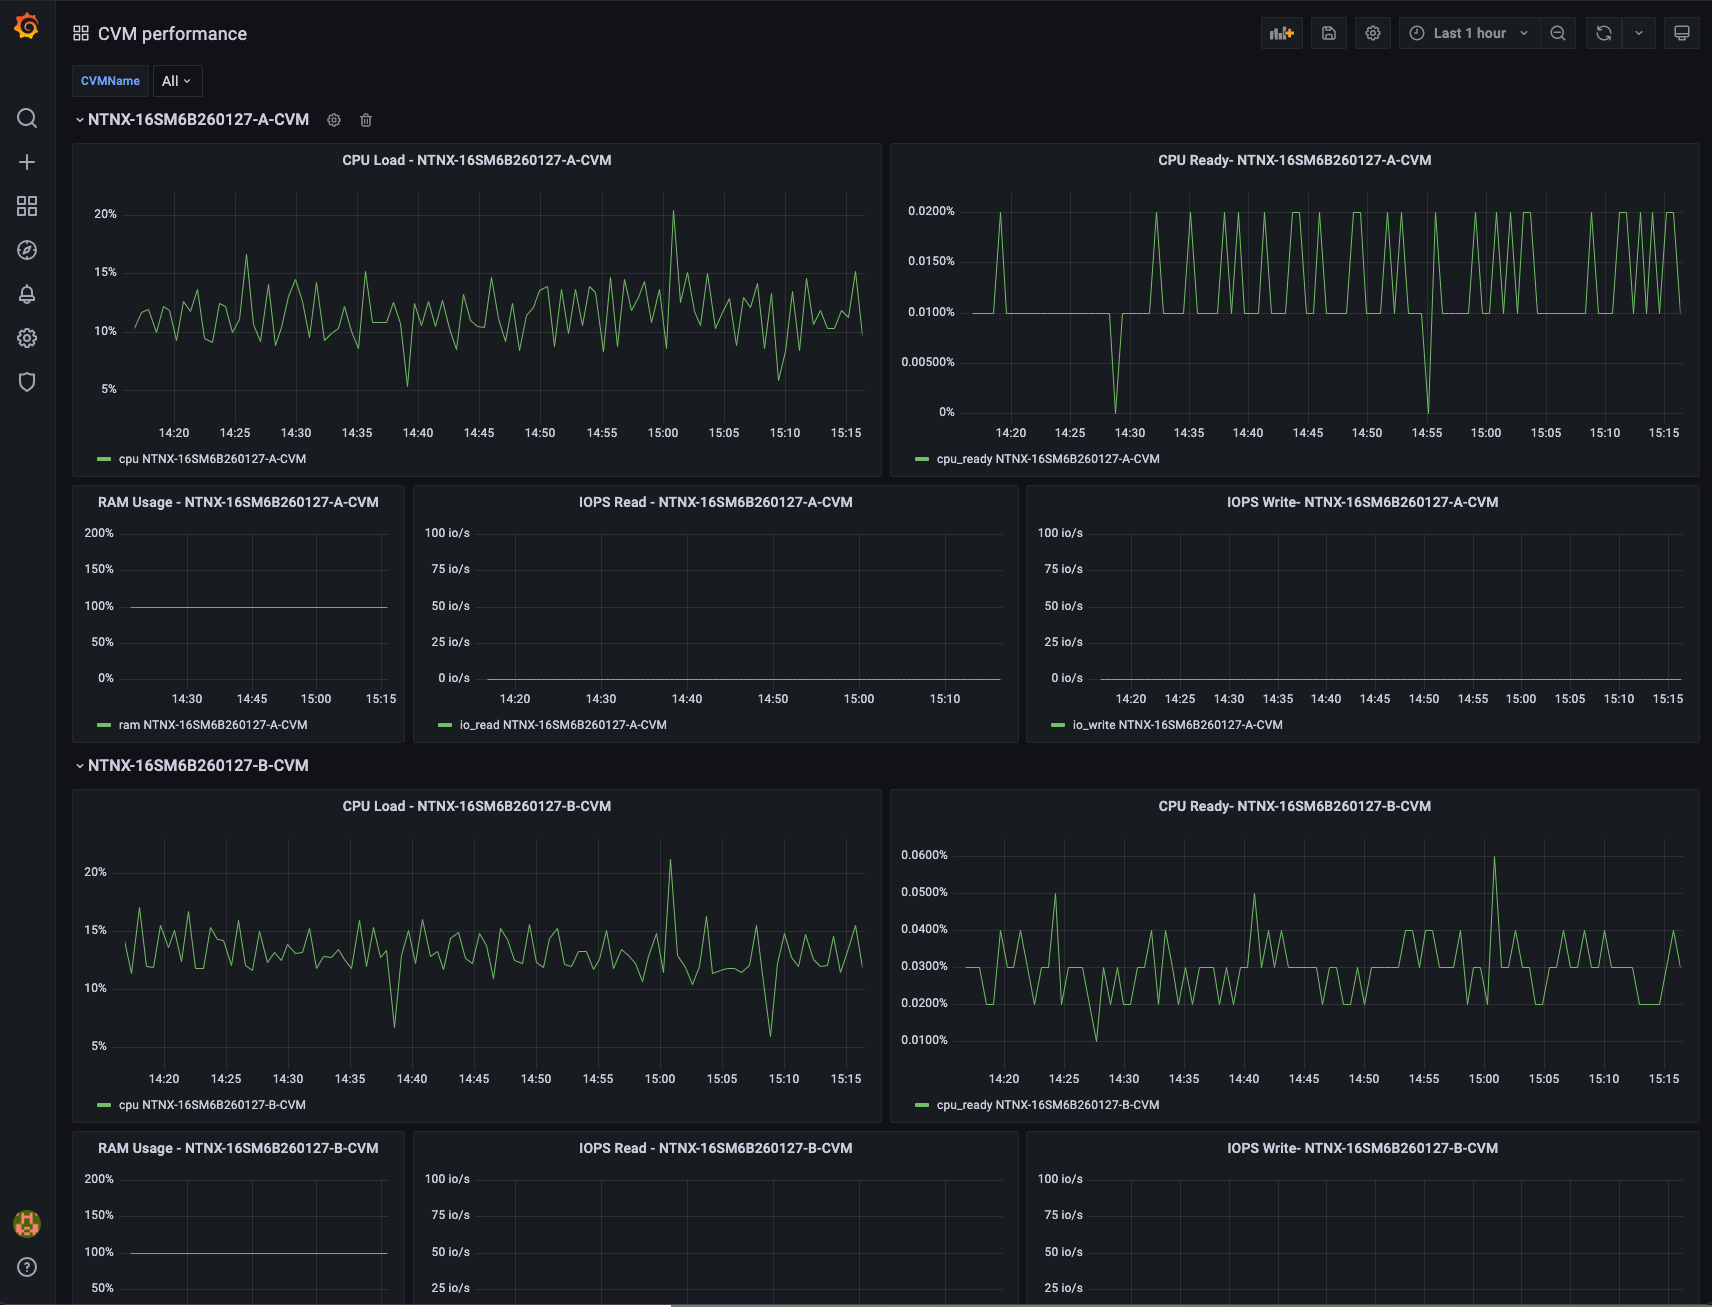 CVM performance
Last 1 hour
CVMName
All
NTNX-16SM6B260127-A-CVM
CPU Load - NTNX-16SM6B260127-A-CVM
20%
15%
10%
5%
14:20 14:25 14:30 14:35 14:40 14:45 14:50 14:55 15:00 15:05 15:10 15:15
cpu NTNX-16SM6B260127-A-CVM
CPU Ready- NTNX-16SM6B260127-A-CVM
0.0200%
0.0150%
0.0100%
0.00500%
0%
14:20 14:25 14:30 14:35 14:40 14:45 14:50 14:55 15:00 15:05 15:10 15:15
cpu_ready NTNX-16SM6B260127-A-CVM
RAM Usage - NTNX-16SM6B260127-A-CVM
200%
150%
100%
50%
0%
14:30 14:45 15:00 15:15
ram NTNX-16SM6B260127-A-CVM
IOPS Read - NTNX-16SM6B260127-A-CVM
100 io/s
75 io/s
50 io/s
25 io/s
0 io/s
14:20 14:30 14:40 14:50 15:00 15:10
io_read NTNX-16SM6B260127-A-CVM
IOPS Write- NTNX-16SM6B260127-A-CVM
100 io/s
75 io/s
50 io/s
25 io/s
0 io/s
14:20 14:25 14:30 14:35 14:40 14:45 14:50 14:55 15:00 15:05 15:10 15:15
io_write NTNX-16SM6B260127-A-CVM
NTNX-16SM6B260127-B-CVM
CPU Load - NTNX-16SM6B260127-B-CVM
20%
15%
10%
5%
14:20 14:25 14:30 14:35 14:40 14:45 14:50 14:55 15:00 15:05 15:10 15:15
cpu NTNX-16SM6B260127-B-CVM
CPU Ready- NTNX-16SM6B260127-B-CVM
0.0600%
0.0500%
0.0400%
0.0300%
0.0200%
0.0100%
14:20 14:25 14:30 14:35 14:40 14:45 14:50 14:55 15:00 15:05 15:10 15:15
cpu_ready NTNX-16SM6B260127-B-CVM
RAM Usage - NTNX-16SM6B260127-B-CVM
200%
150%
100%
50%
IOPS Read - NTNX-16SM6B260127-B-CVM
100 io/s
75 io/s
50 io/s
25 io/s
IOPS Write- NTNX-16SM6B260127-B-CVM
100 io/s
75 io/s
50 io/s
25 io/s